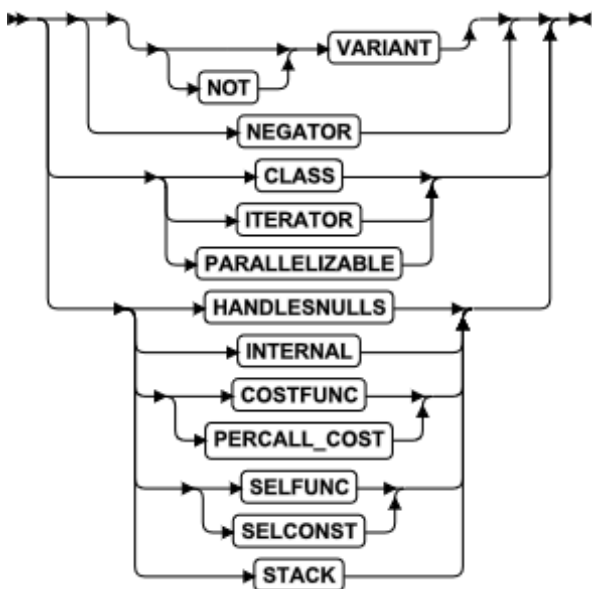 VARIANT
NOT
NEGATOR
CLASS
ITERATOR
PARALLELIZABLE
HANDLESNULLS
INTERNAL
COSTFUNC
PERCALL_COST
SELFUNC
SELCONST
STACK